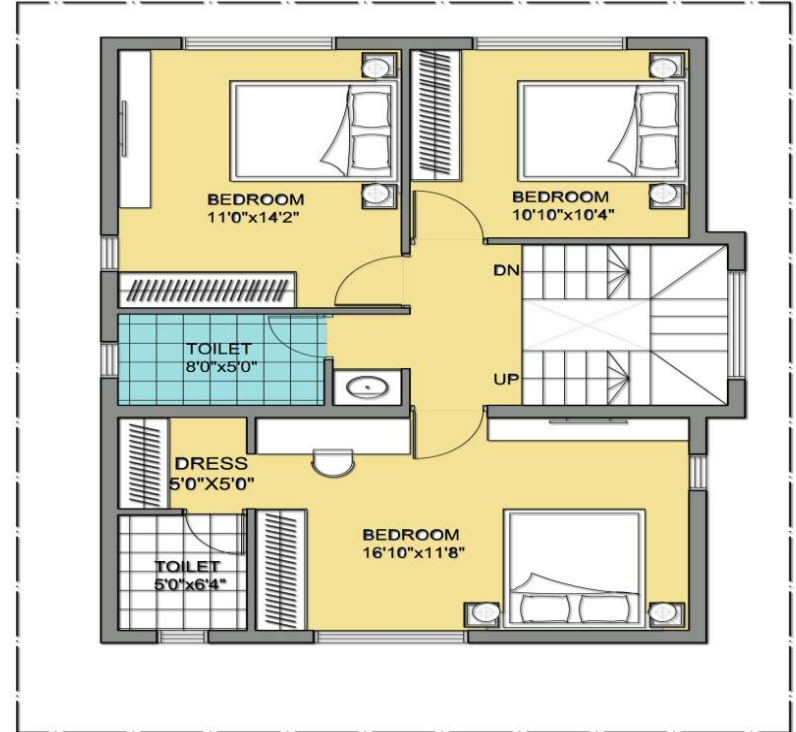 BEDROOM
11'0"x14'2"
BEDROOM
10'10"x10'4"
DN
TOILET
8'0"x5'0"
UP
DRESS
5'0"X5'0"
BEDROOM
16'10"x11'8"
TOILET
5'0"x6'4"